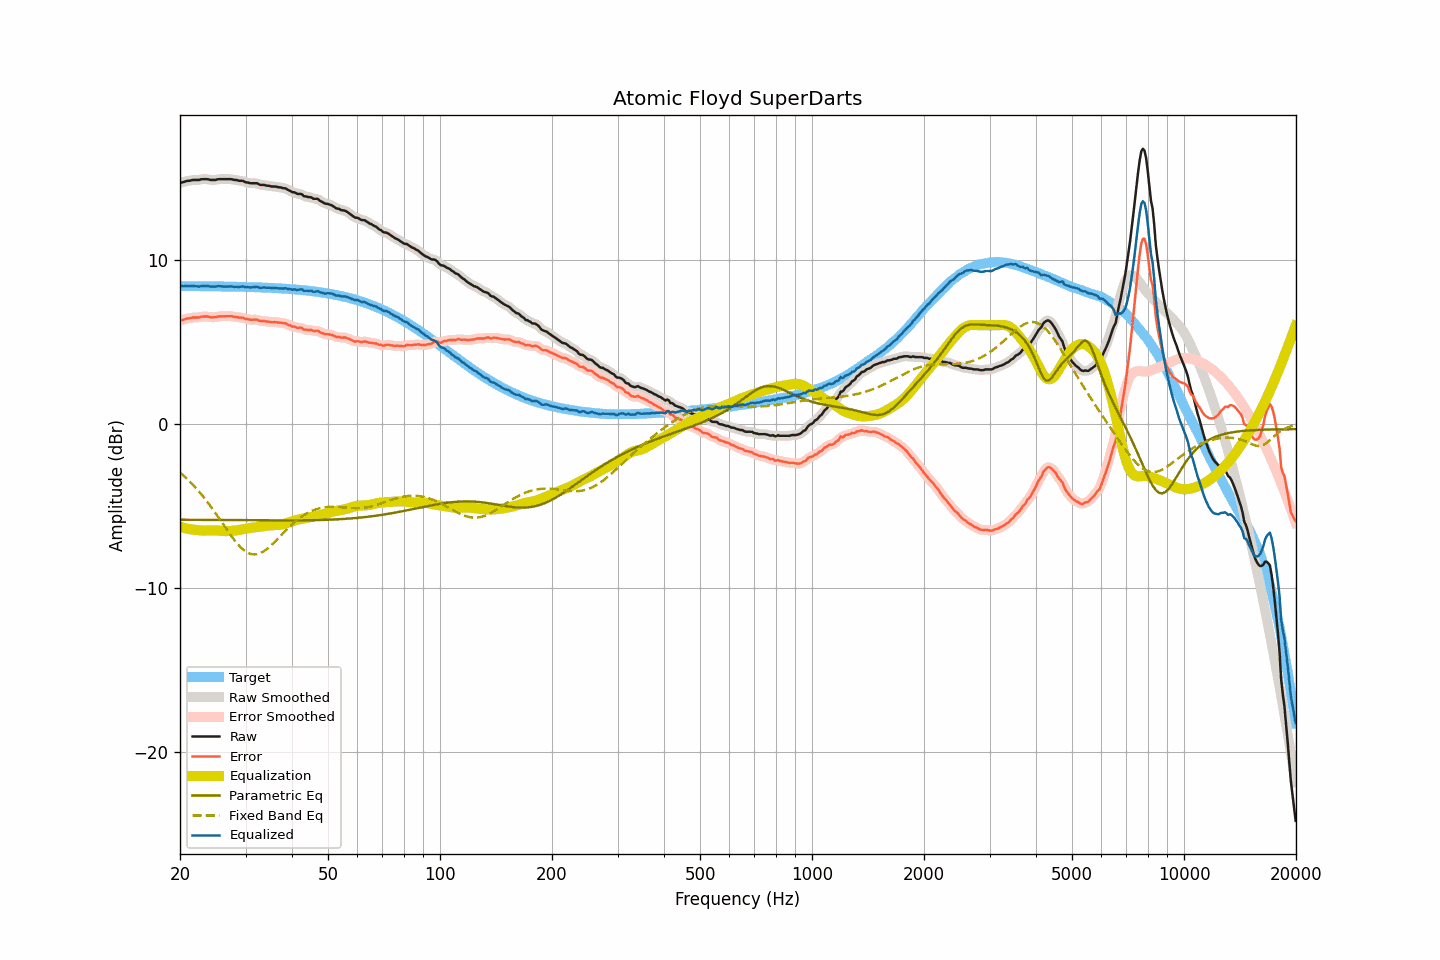 Atomic Floyd SuperDarts
Amplitude (dBr)
10
0
−10
−20
Target
Raw Smoothed
Error Smoothed
Raw
Error
Equalization
Parametric Eq
Fixed Band Eq
Equalized
20 50 100 200 500 1000 2000 5000 10000 20000
Frequency (Hz)